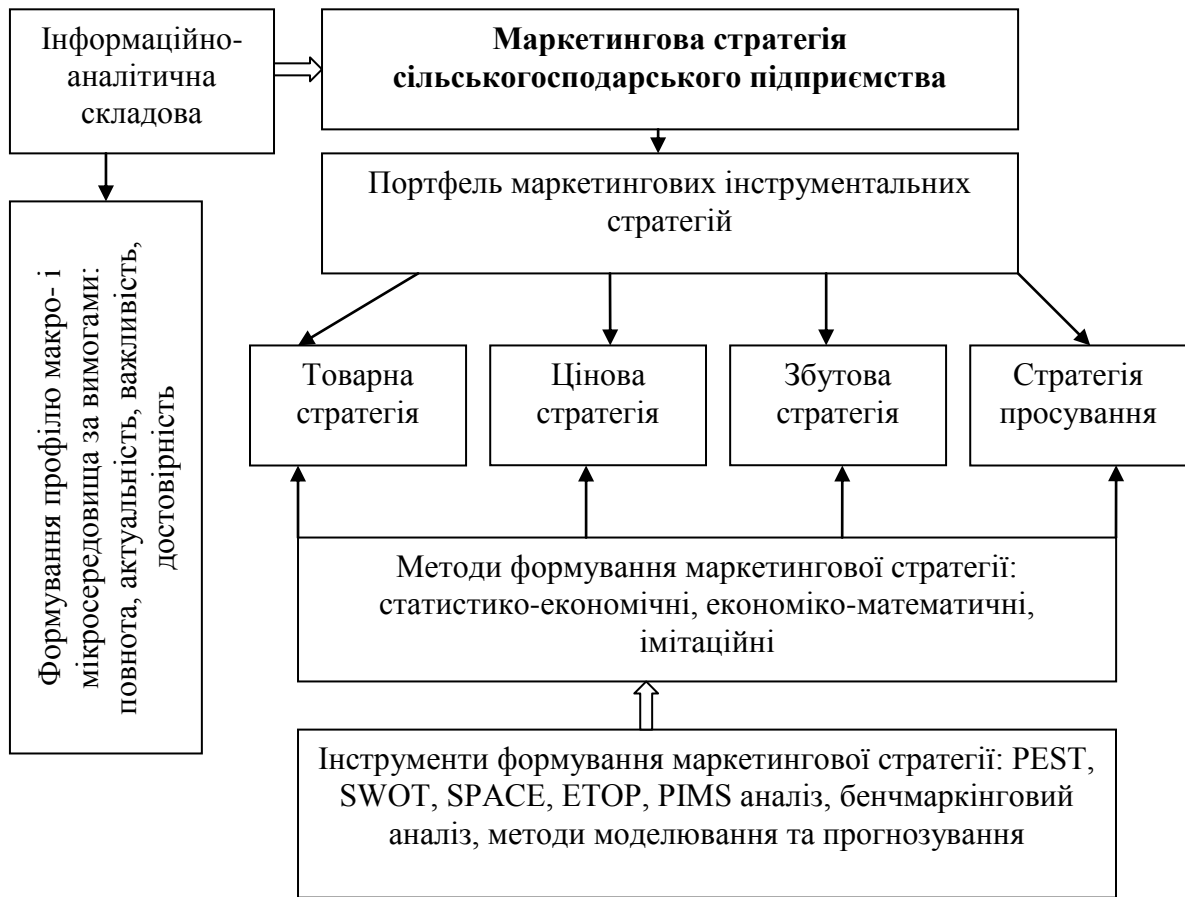 Інформаційно-
аналітична
складова
Маркетингова стратегія
сільськогосподарського підприємства
Портфель маркетингових інструментальних
стратегій
Формування профілю макро- і
мікросередовища за вимогами:
повнота, актуальність, важливість,
достовірність
Товарна
стратегія
Цінова
стратегія
Збутова
стратегія
Стратегія
просування
Методи формування маркетингової стратегії:
статистико-економічні, економіко-математичні,
імітаційні
Інструменти формування маркетингової стратегії: PEST,
SWOT, SPACE, ETOP, PIMS аналіз, бенчмаркінговий
аналіз, методи моделювання та прогнозування